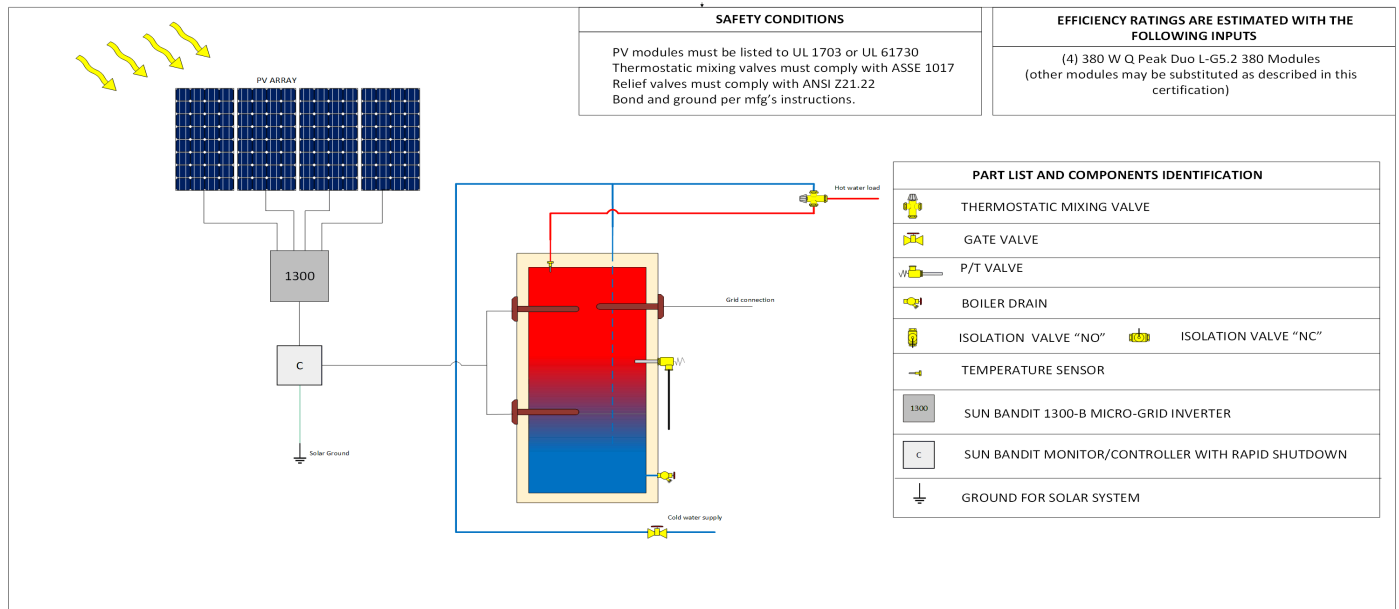 SAFETY CONDITIONS
PV modules must be listed to UL 1703 or UL 61730
Thermostatic mixing valves must comply with ASSE 1017
Relief valves must comply with ANSI Z21.22
Bond and ground per mfg's instructions.
EFFICIENCY RATINGS ARE ESTIMATED WITH THE
FOLLOWING INPUTS
(4) 380 W Q Peak Duo L-G5.2 380 Modules
(other modules may be substituted as described in this
certification)
PV ARRAY
1300
C
Solar Ground
Hot water load
Grid connection
Cold water supply
PART LIST AND COMPONENTS IDENTIFICATION
THERMOSTATIC MIXING VALVE
GATE VALVE
P/T VALVE
BOILER DRAIN
ISOLATION VALVE “NO” ISOLATION VALVE “NC”
TEMPERATURE SENSOR
1300 SUN BANDIT 1300-B MICRO-GRID INVERTER
C SUN BANDIT MONITOR/CONTROLLER WITH RAPID SHUTDOWN
GROUND FOR SOLAR SYSTEM